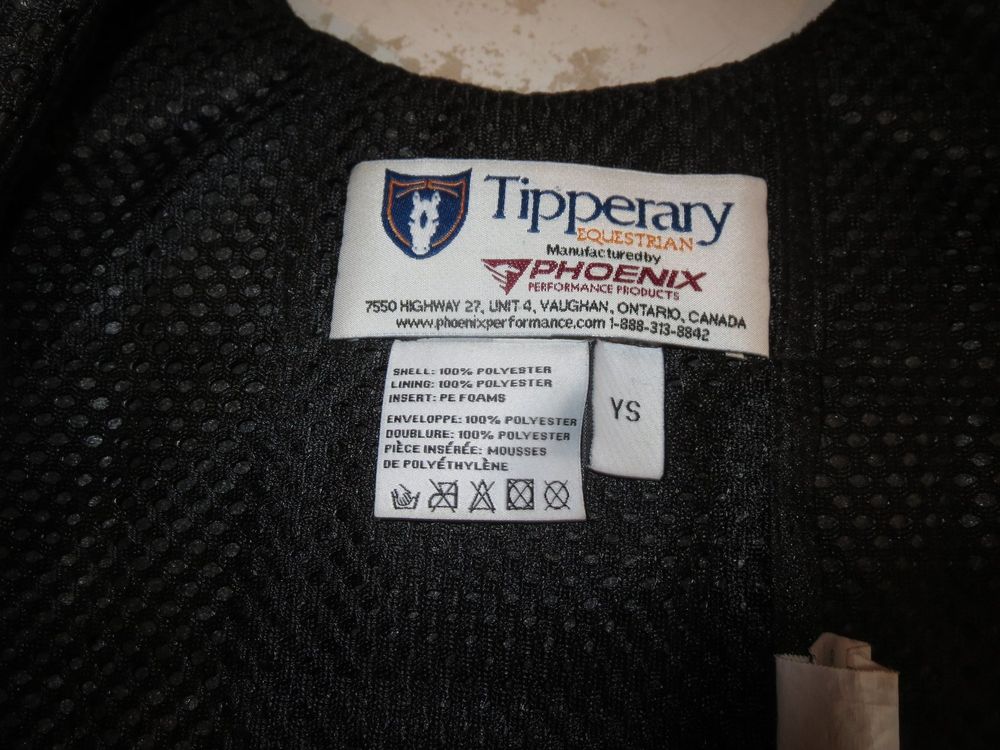 Tipperary
EQUESTRIAN
Manufactured by
PHOENIX
PERFORMANCE PRODUCTS
7550 HIGHWAY 27, UNIT 4, VAUGHAN, ONTARIO, CANADA
www.phoenixperformance.com 1-888-313-8842
SHELL: 100% POLYESTER
LINING: 100% POLYESTER
INSERT: PE FOAMS
ENVELOPPE: 100% POLYESTER
DOUBLURE: 100% POLYESTER
PIÈCE INSÉRÉE: MOUSSES
DE POLYÉTHYLÈNE
YS